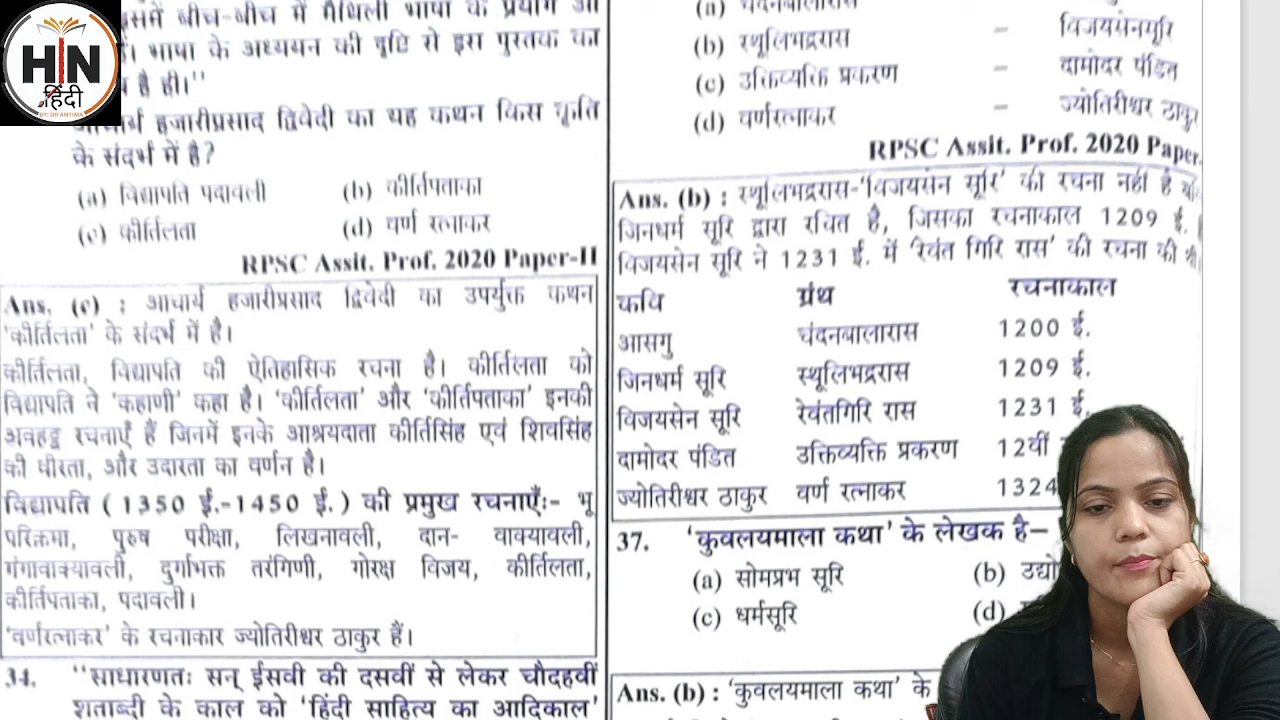 HIN
हिंदी
BY: DR ANTIMA
इसमें बीच-बीच में मैथिली भाषा के प्रयोग आ
भाषा के अध्ययन की दृष्टि से इस पुस्तक का
है ही।''
आचार्य हजारीप्रसाद द्विवेदी का यह कथन किस कृति
के संदर्भ में है?
(a) विद्यापति पदावली (b) कीर्तिपताका
(c) कीर्तिलता (d) वर्ण रत्नाकर
RPSC Assit. Prof. 2020 Paper-II
Ans. (c) : आचार्य हजारीप्रसाद द्विवेदी का उपर्युक्त कथन
'कीर्तिलता' के संदर्भ में है।
कीर्तिलता, विद्यापति की ऐतिहासिक रचना है। कीर्तिलता को
विद्यापति ने 'कहाणी' कहा है। 'कीर्तिलता' और 'कीर्तिपताका' इनकी
अवहट्ठ रचनाएँ हैं जिनमें इनके आश्रयदाता कीर्तिसिंह एवं शिवसिंह
की वीरता, और उदारता का वर्णन है।
विद्यापति (1350 ई.-1450 ई.) की प्रमुख रचनाएँः- भू
परिक्रमा, पुरुष परीक्षा, लिखनावली, दान- वाक्यावली,
गंगावाक्यावली, दुर्गाभक्त तरंगिणी, गोरक्ष विजय, कीर्तिलता,
कीर्तिपताका, पदावली।
'वर्णरत्नाकर' के रचनाकार ज्योतिरीश्वर ठाकुर हैं।
34. ''साधारणतः सन् ईसवी की दसवीं से लेकर चौदहवीं
शताब्दी के काल को 'हिंदी साहित्य का आदिकाल'
(a) चंदनबालारास
(b) स्थूलिभद्ररास – विजयसेनसूरि
(c) उक्तिव्यक्ति प्रकरण – दामोदर पंडित
(d) वर्णरत्नाकर – ज्योतिरीश्वर ठाकुर
RPSC Assit. Prof. 2020 Paper-
Ans. (b) : स्थूलिभद्ररास-'विजयसेन सूरि' की रचना नहीं है
जिनधर्म सूरि द्वारा रचित है, जिसका रचनाकाल 1209 ई.
विजयसेन सूरि ने 1231 ई. में 'रेवंत गिरि रास' की रचना की थी
कवि ग्रंथ रचनाकाल
आसगु चंदनबालारास 1200 ई.
जिनधर्म सूरि स्थूलिभद्ररास 1209 ई.
विजयसेन सूरि रेवंतगिरि रास 1231 ई.
दामोदर पंडित उक्तिव्यक्ति प्रकरण 12वीं
ज्योतिरीश्वर ठाकुर वर्ण रत्नाकर 1324
37. 'कुवलयमाला कथा' के लेखक है–
(a) सोमप्रभ सूरि (b) उद्यो
(c) धर्मसूरि (d)
Ans. (b) : 'कुवलयमाला कथा' के